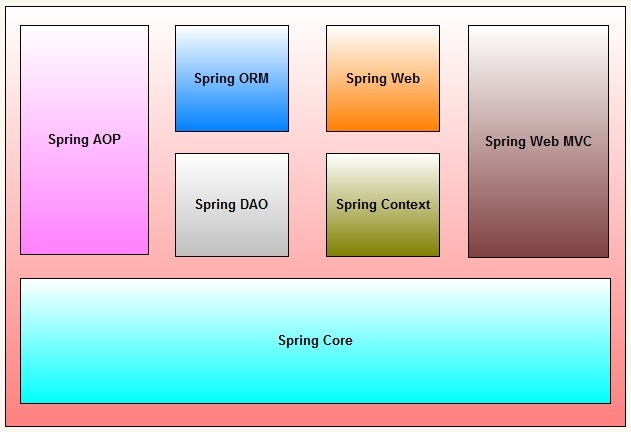 Spring ORM
Spring Web
Spring AOP
Spring Web MVC
Spring DAO
Spring Context
Spring Core